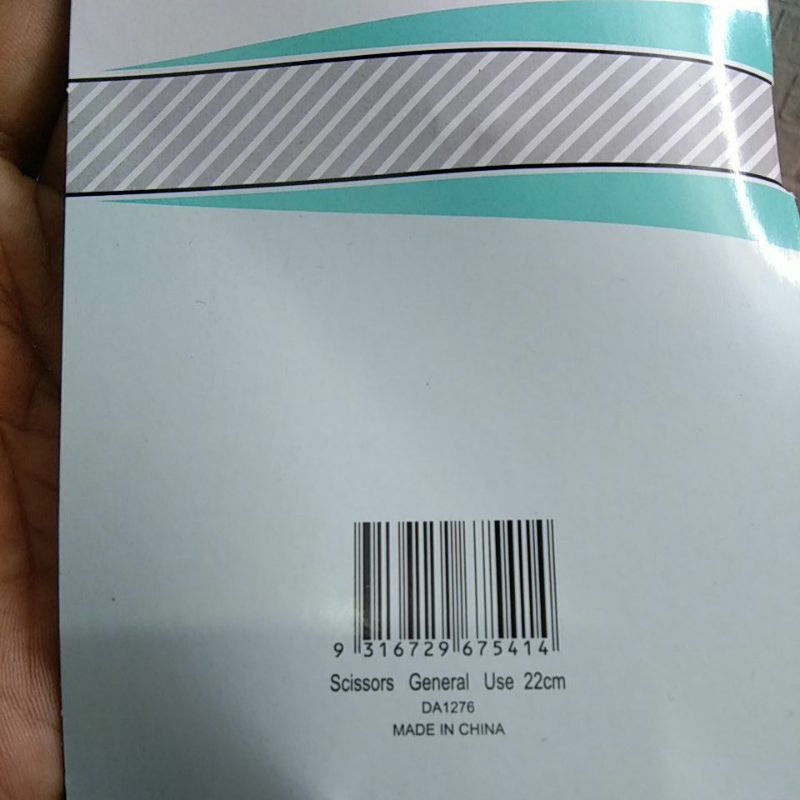 9 316729 675414
Scissors General Use 22cm
DA1276
MADE IN CHINA